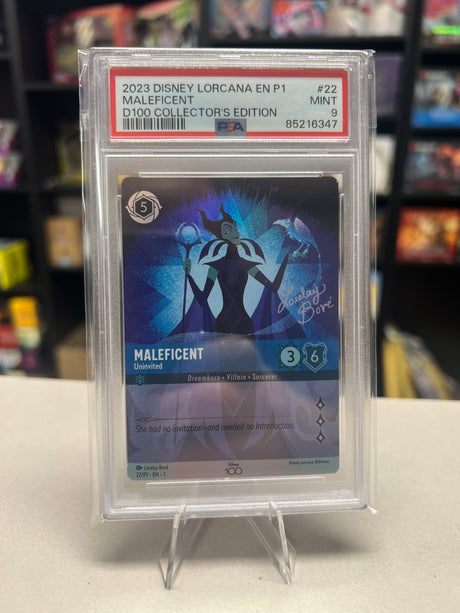 2023 DISNEY LORCANA EN P1 #22
MALEFICENT MINT
D100 COLLECTOR'S EDITION 9
PSA 85216347
5
Loislay Boré
MALEFICENT
Uninvited
3 6
Dreamborn • Villain • Sorcerer
She had no invitation–and needed no introduction.
22/P1 • EN • 1
Disney
100